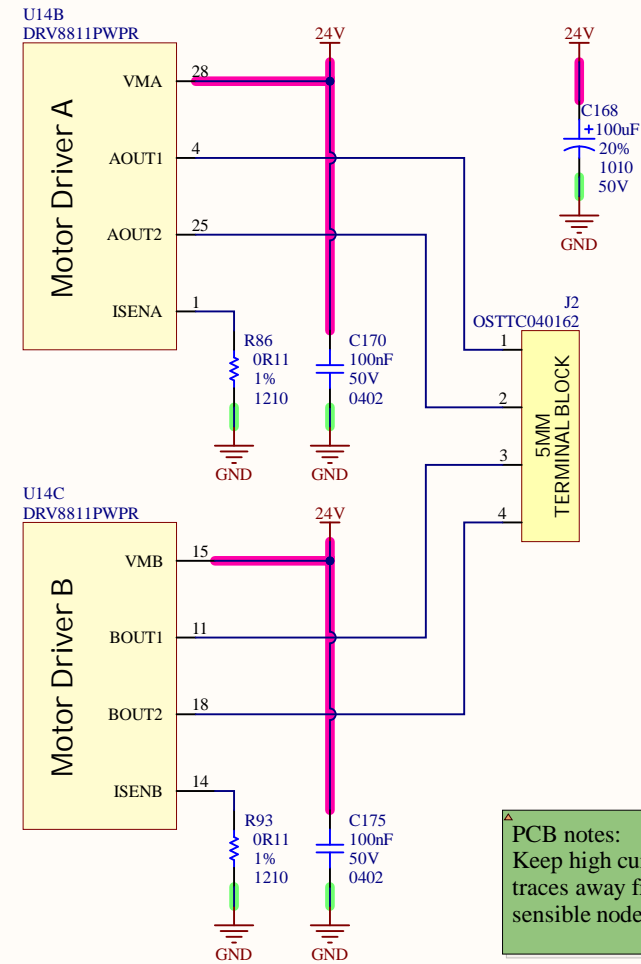 U14B
DRV8811PWPR
Motor Driver A
VMA
28
AOUT1
4
AOUT2
25
ISENA
1
24V
R86
0R11
1%
1210
GND
C170
100nF
50V
0402
GND
24V
C168
+
100uF
20%
1010
50V
GND
J2
OSTTC040162
1
2
3
4
5MM
TERMINAL BLOCK
U14C
DRV8811PWPR
Motor Driver B
VMB
15
BOUT1
11
BOUT2
18
ISENB
14
24V
R93
0R11
1%
1210
GND
C175
100nF
50V
0402
GND
PCB notes:
Keep high
traces away
sensible